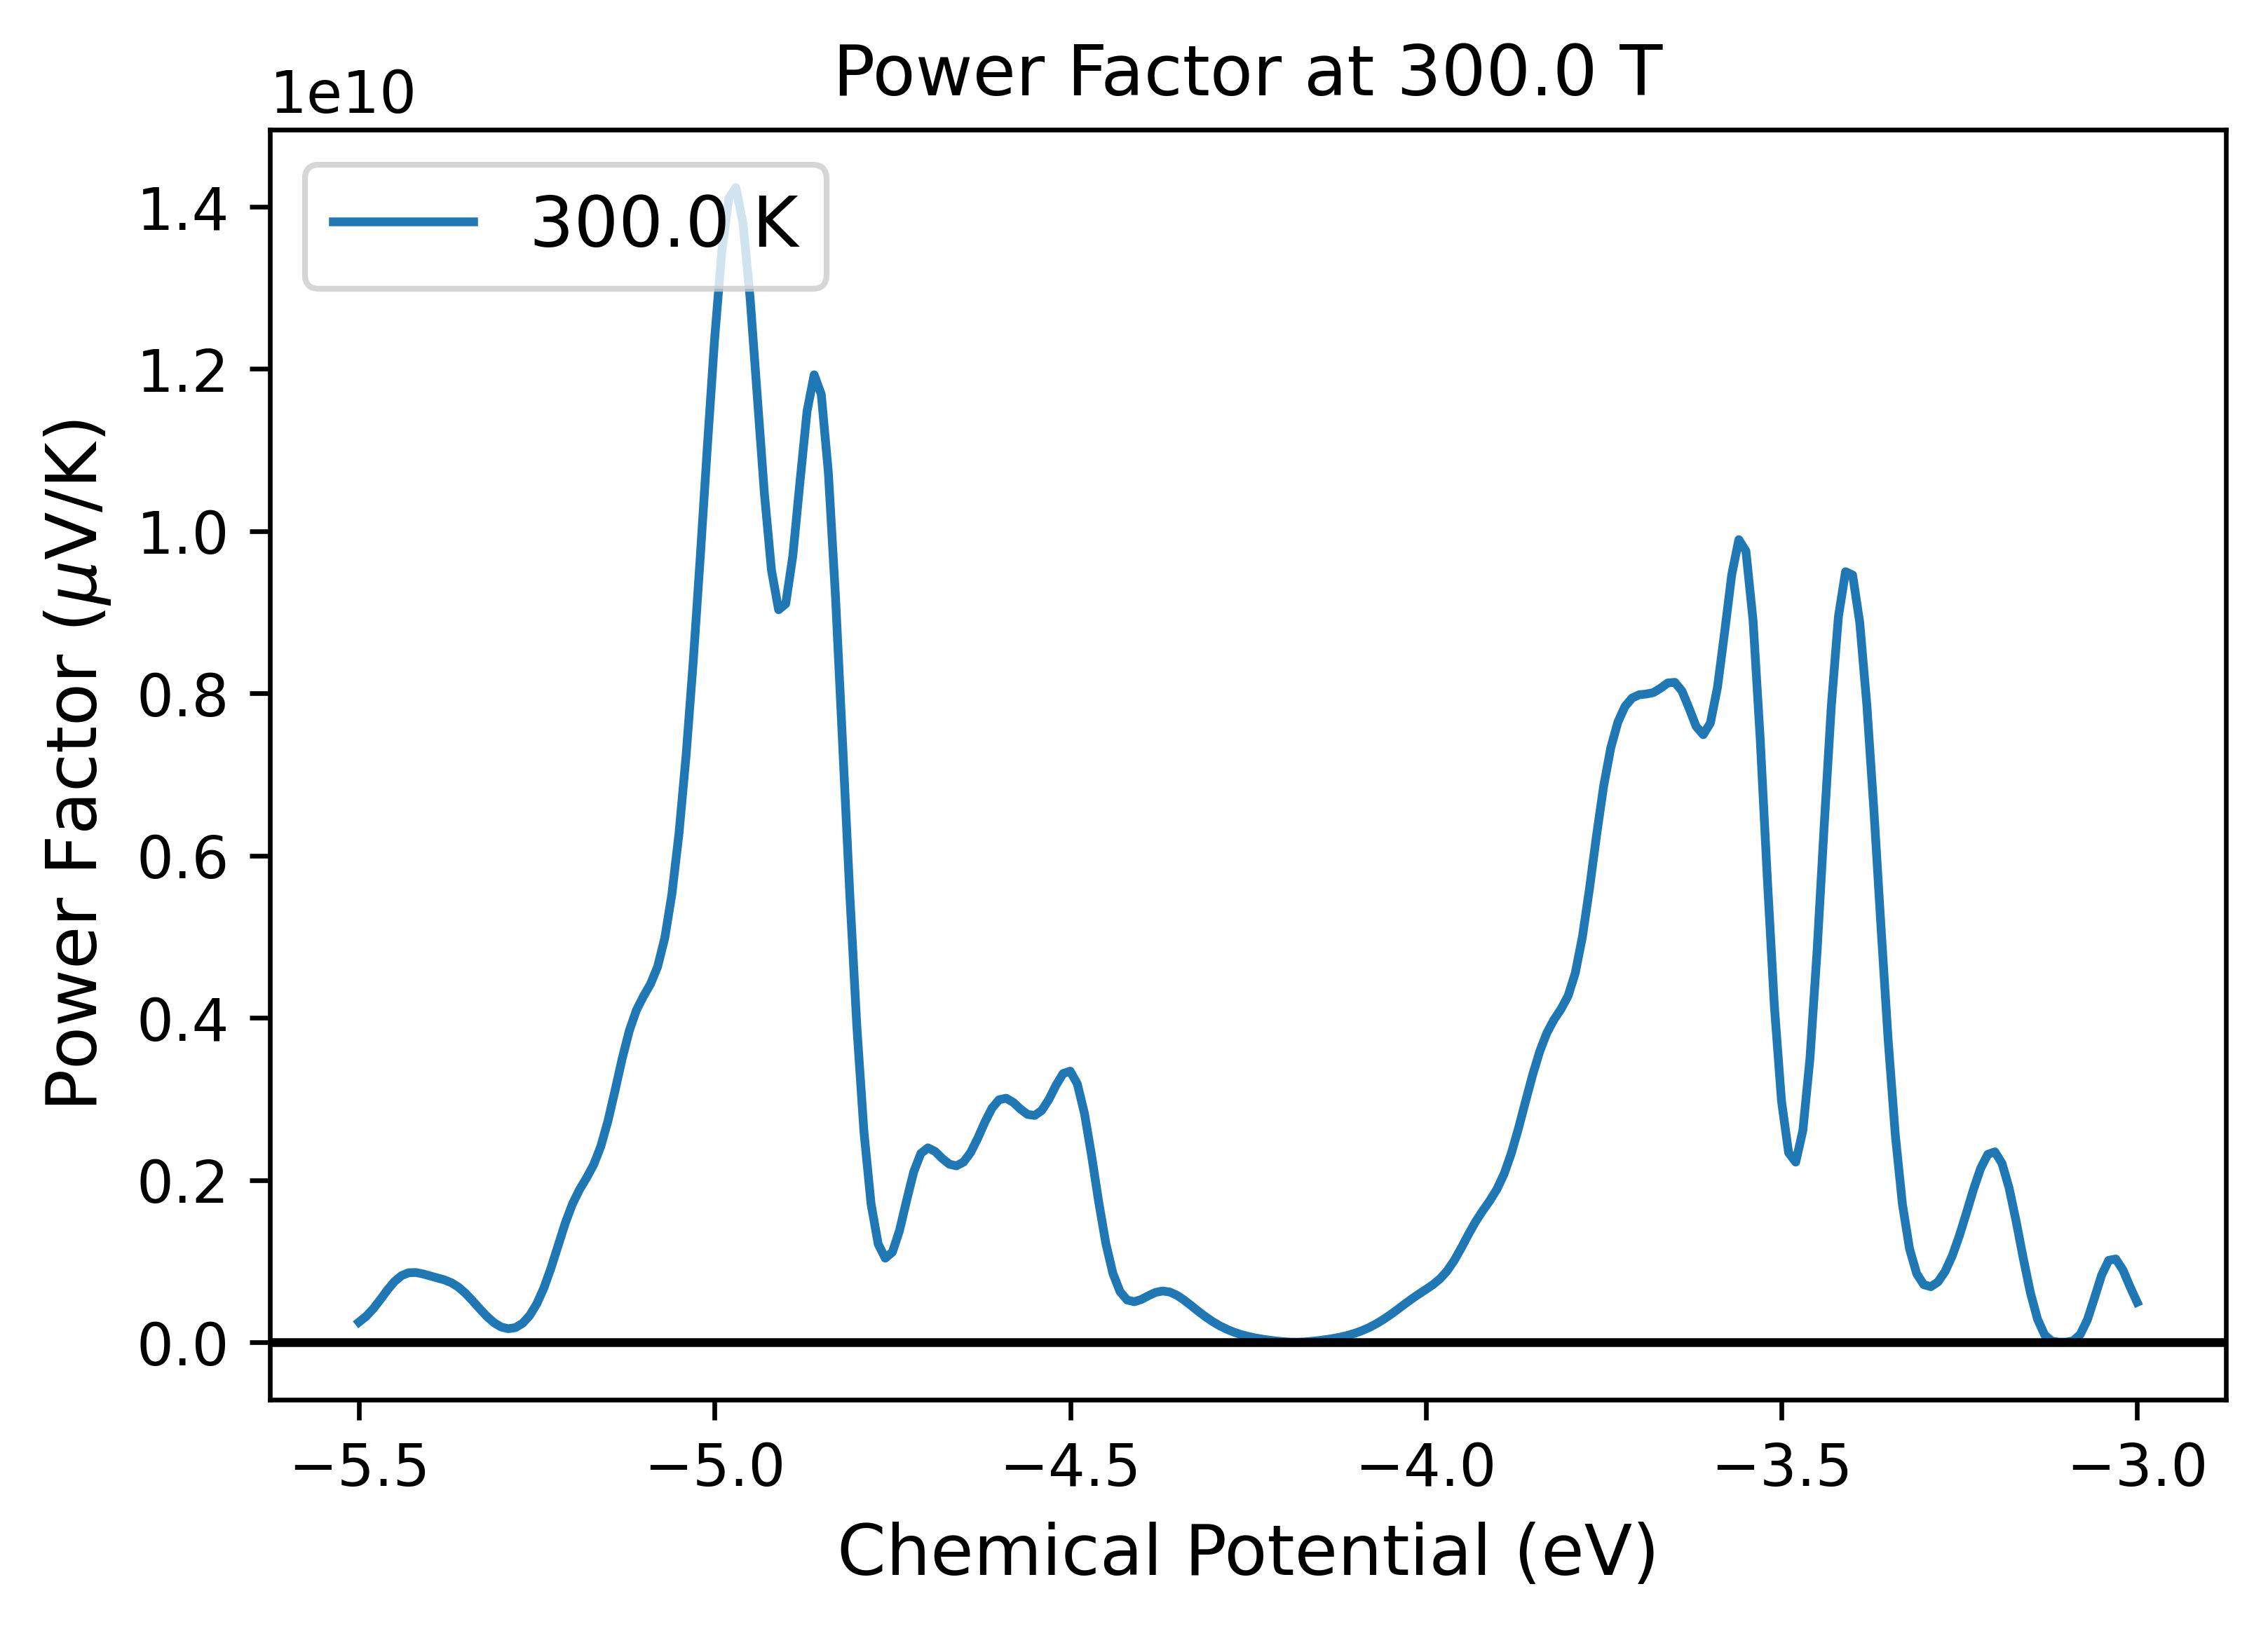 Power Factor at 300.0 T
1e10
300.0 K
Power Factor (μV/K)
1.4
1.2
1.0
0.8
0.6
0.4
0.2
0.0
−5.5 −5.0 −4.5 −4.0 −3.5 −3.0
Chemical Potential (eV)